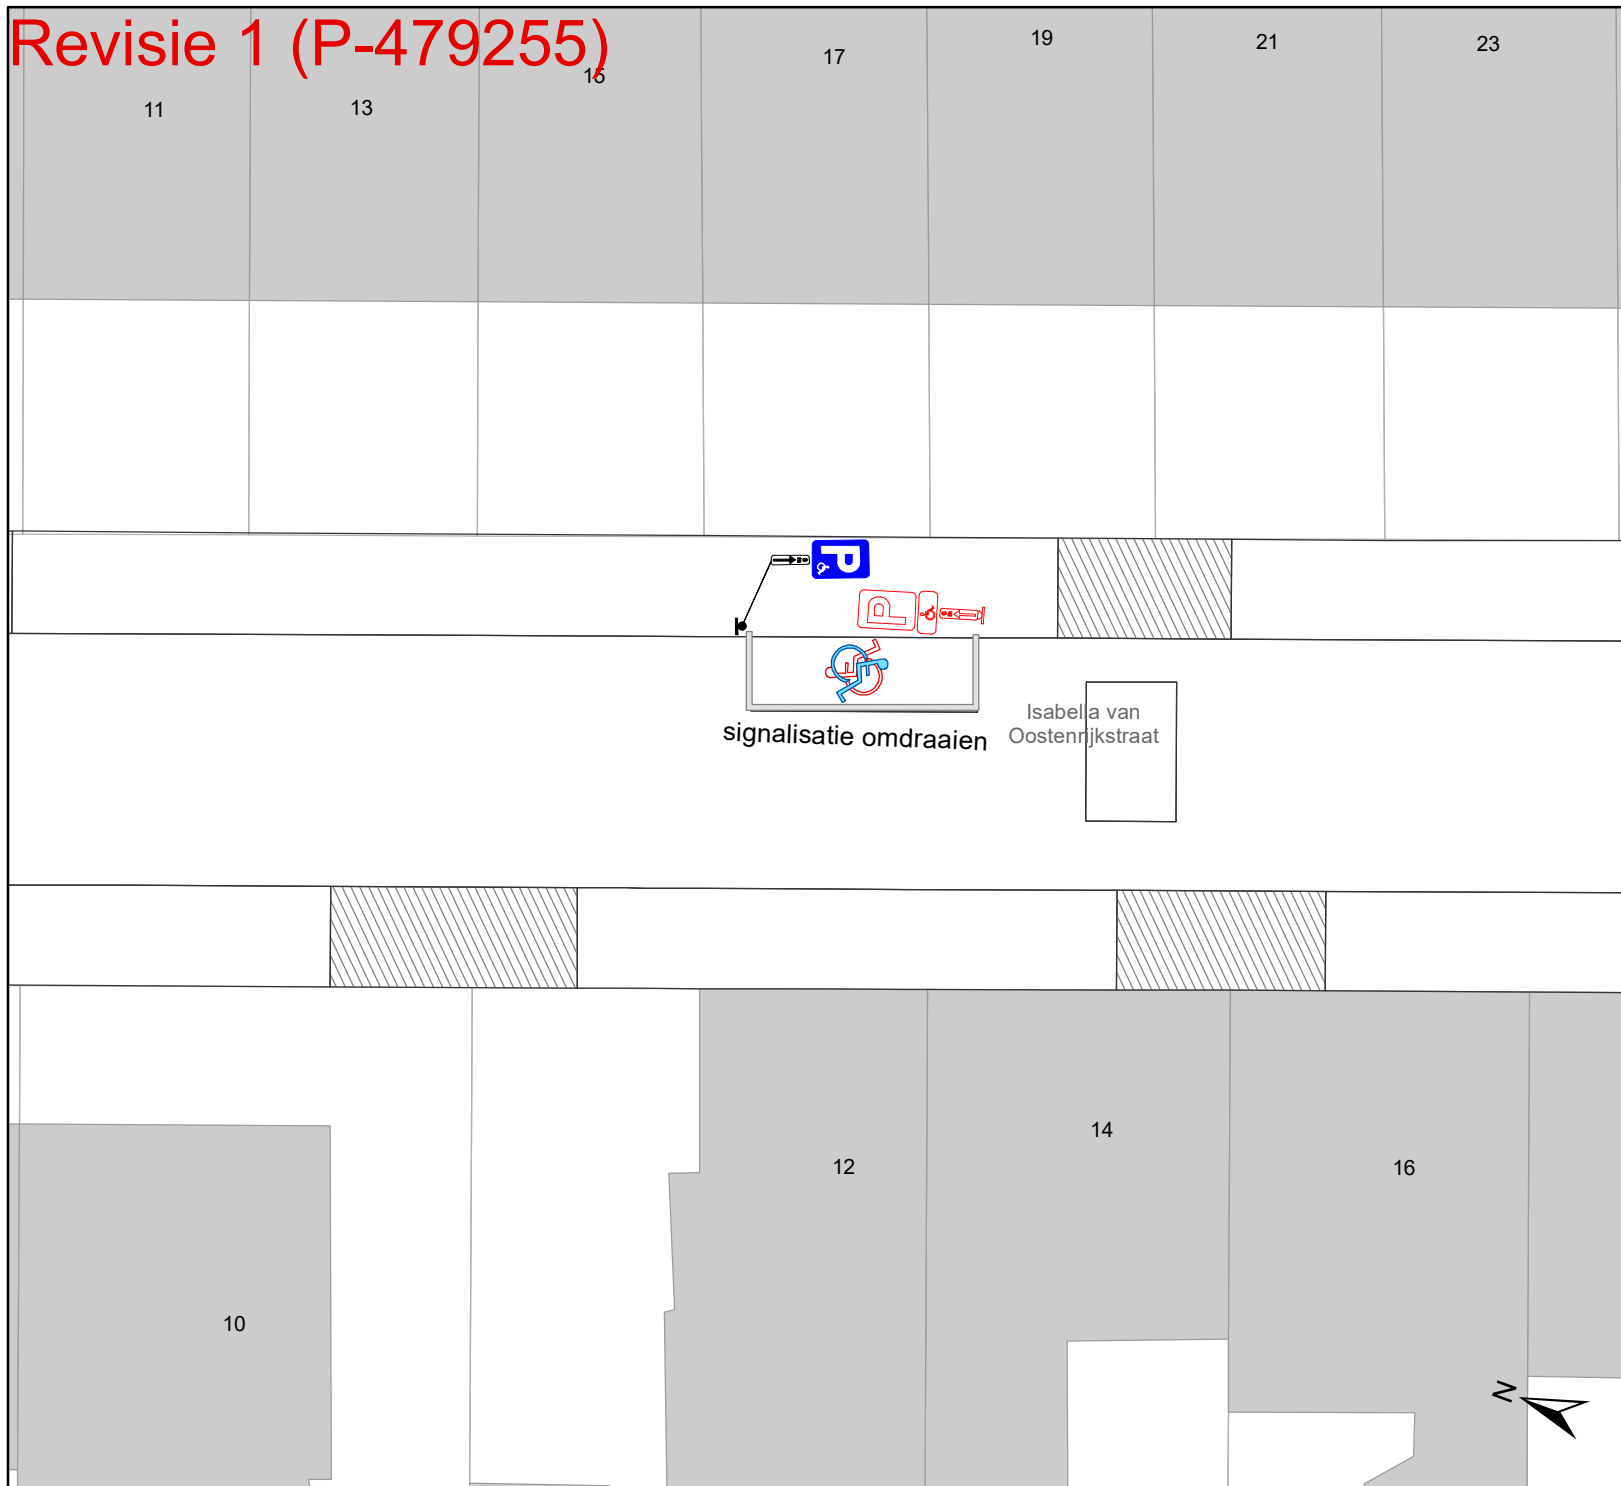 Revisie 1 (P-479255)
11
13
15
17
19
21
23
P
P
signalisatie omdraaien
Isabella van
Oostenrijkstraat
10
12
14
16
N